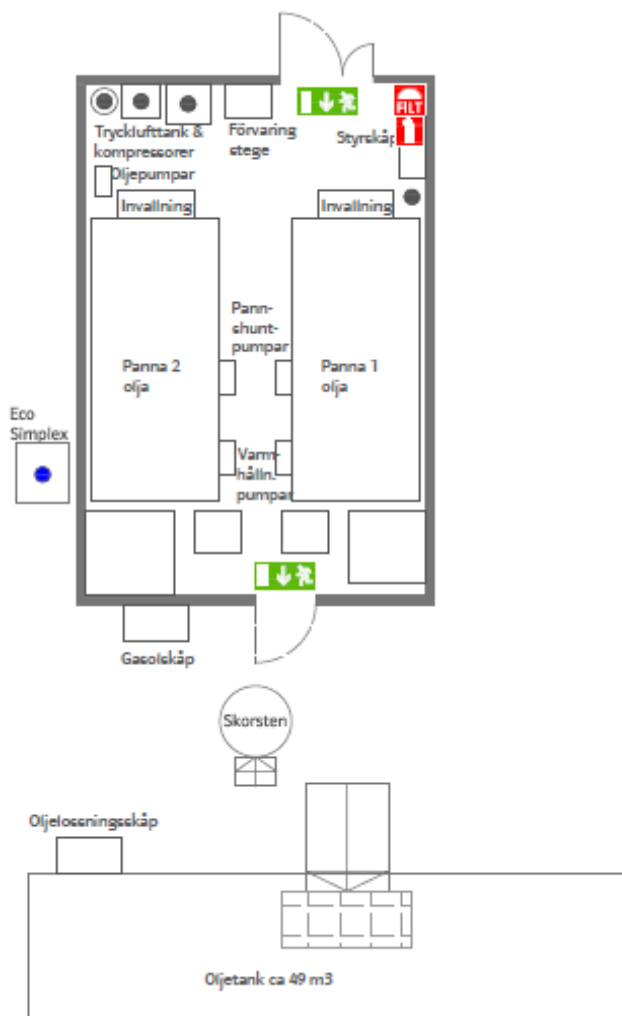 FILT
Trycklufttank &
kompressorer
Förvaring
stege
Styrskåp
Oljepumpar
Invallning
Invallning
Pann-
shunt-
pumpar
Panna 2
olja
Panna 1
olja
Eco
Simplex
Varm-
hålln.
pumpar
Gasolskåp
Skorsten
Oljelossningsskåp
Oljetank ca 49 m3